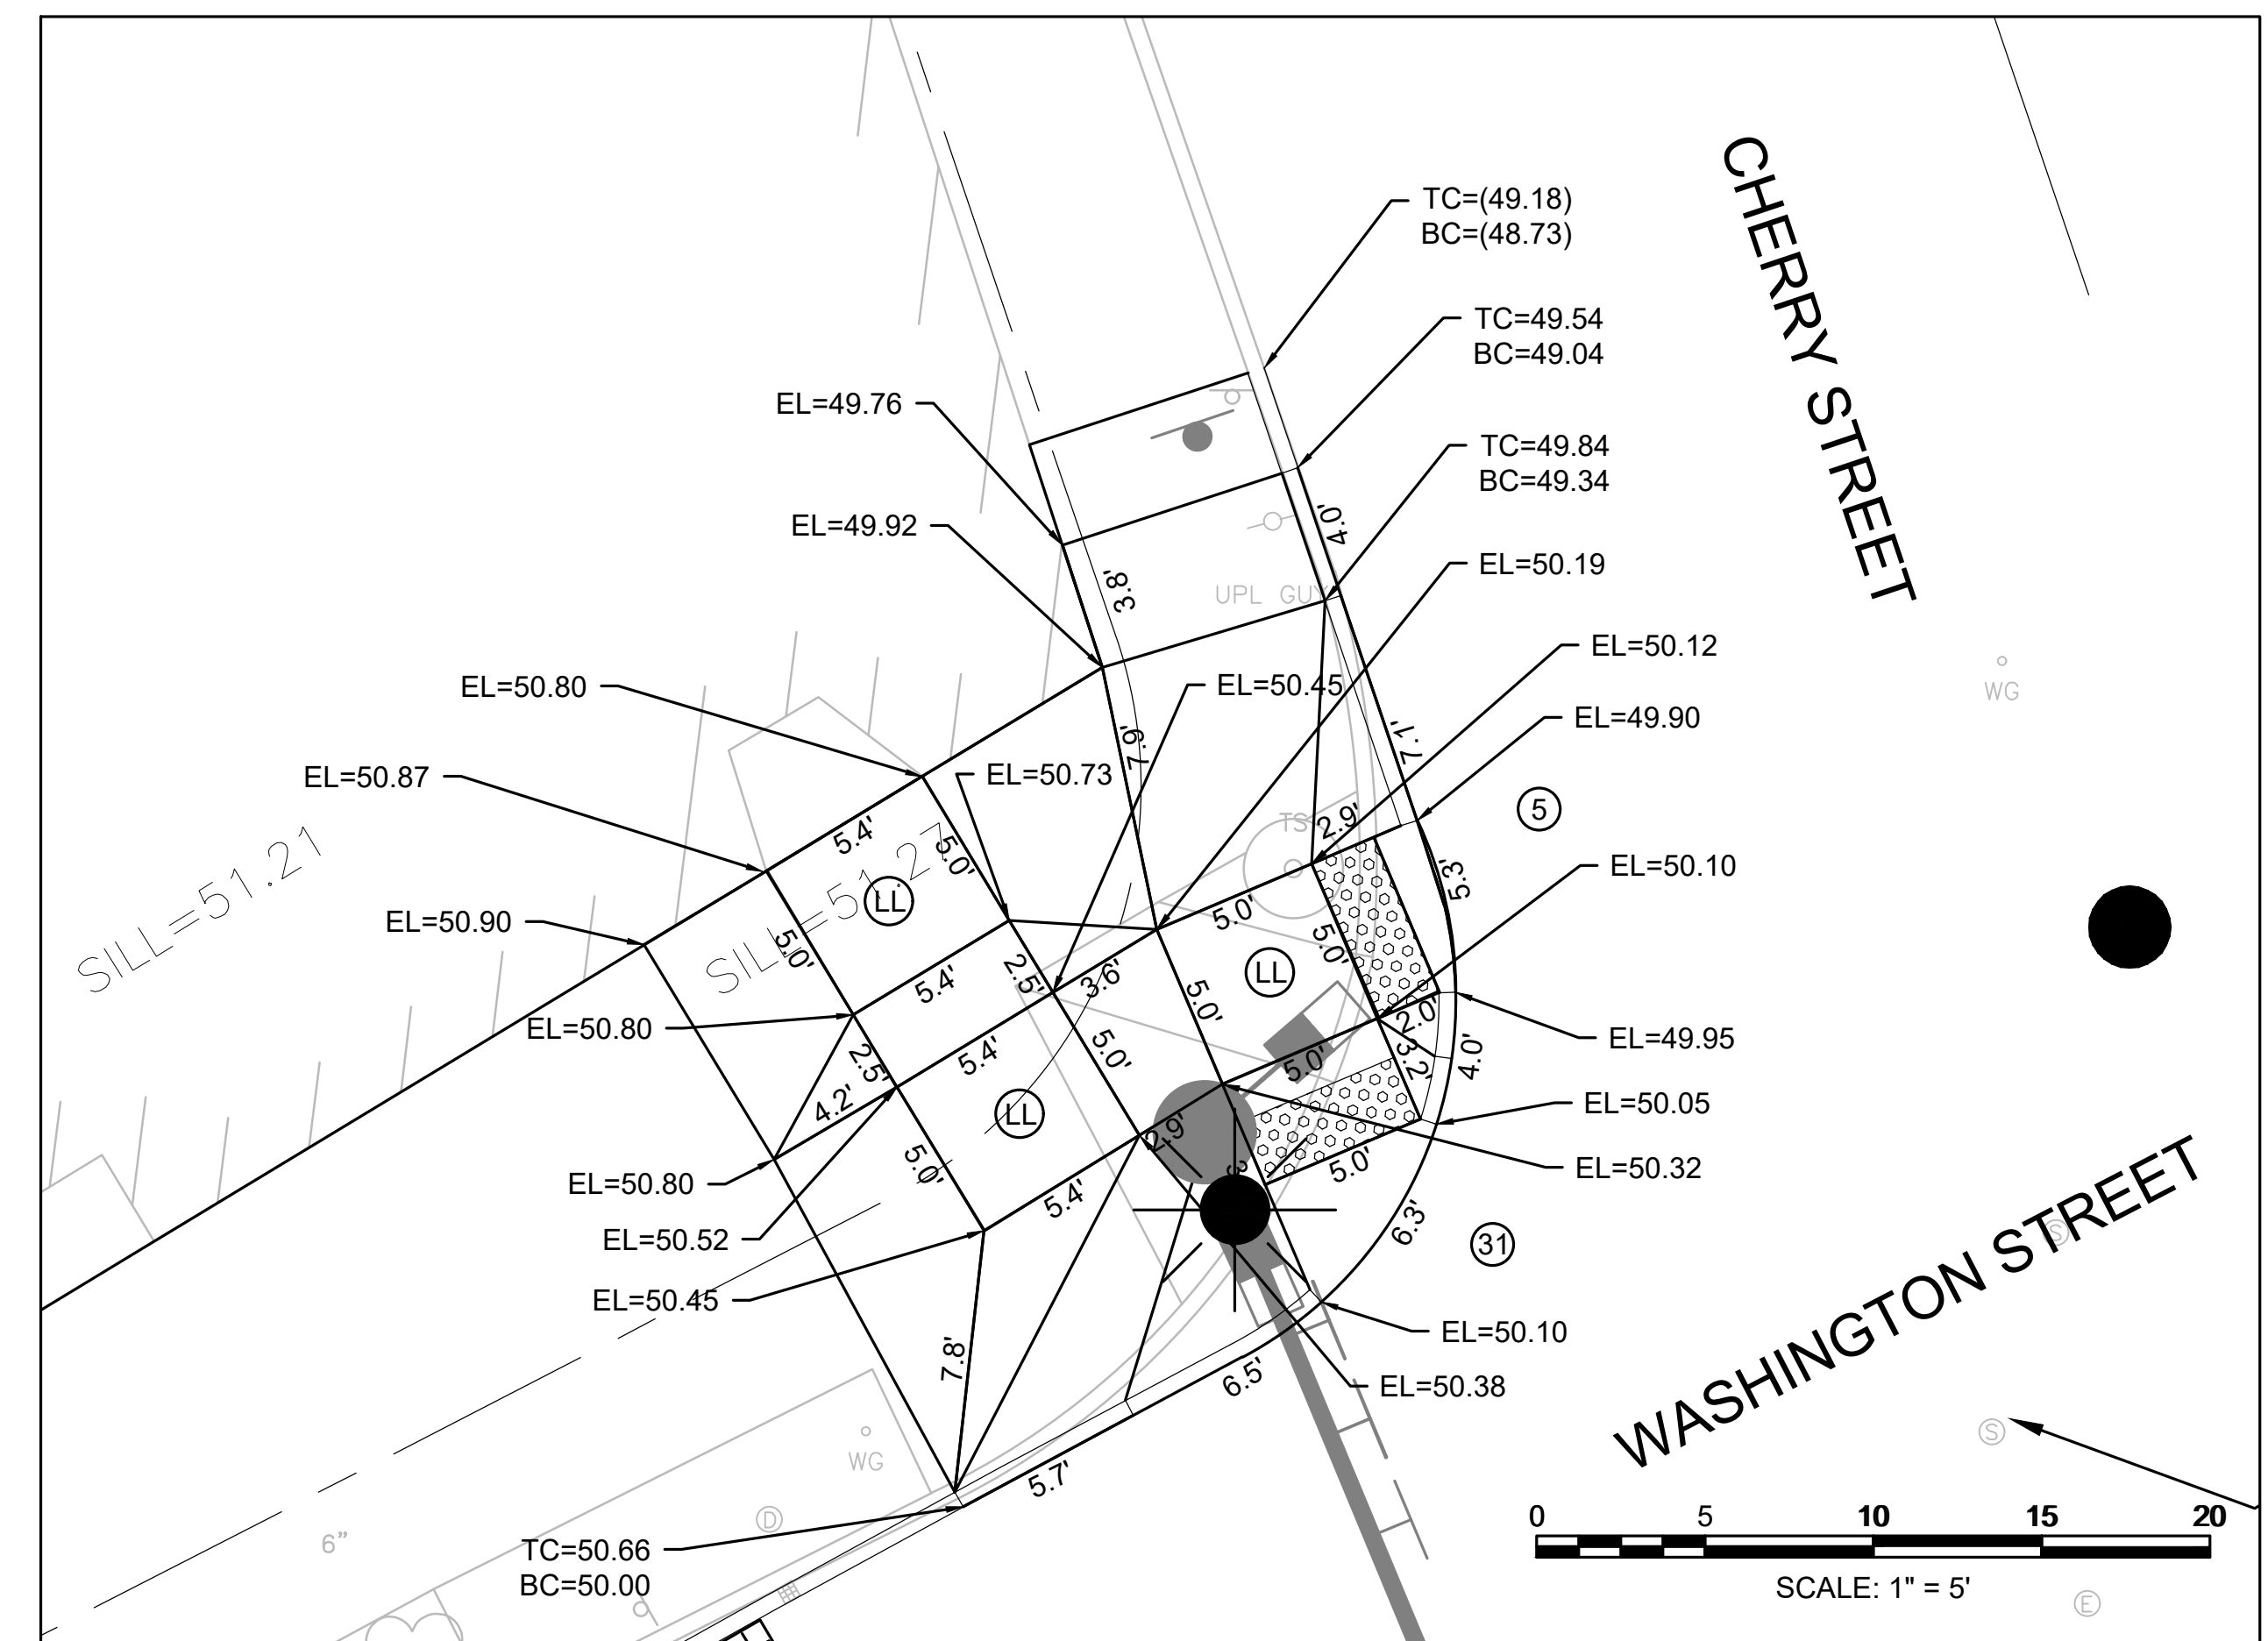 TC=(49.18)
BC=(48.73)
TC=49.54
BC=49.04
EL=49.76
TC=49.84
BC=49.34
EL=49.92
4.0'
3.8'
EL=50.19
UPL GUY
CHERRY STREET
EL=50.12
WG
EL=50.80
EL=50.45
EL=49.90
7.9'
7.1'
EL=50.87
EL=50.73
5
TS
2.9'
5.4'
5.0'
SILL=51.21
SILL=51.27
LL
5.3'
EL=50.10
EL=50.90
5.0'
5.0'
5.0'
5.4'
2.5'
3.6'
LL
5.0'
2.0'
EL=50.80
EL=49.95
2.5'
5.4'
5.0'
5.0'
3.2'
4.0'
4.2'
LL
EL=50.05
2.9'
5.0'
EL=50.80
5.0'
EL=50.32
3
5.4'
6.3'
EL=50.52
31
WASHINGTON STREET
S
EL=50.45
EL=50.10
7.8'
6.5'
EL=50.38
WG
5.7'
S
D
6"
0 5 10 15 20
TC=50.66
BC=50.00
SCALE: 1" = 5'
E